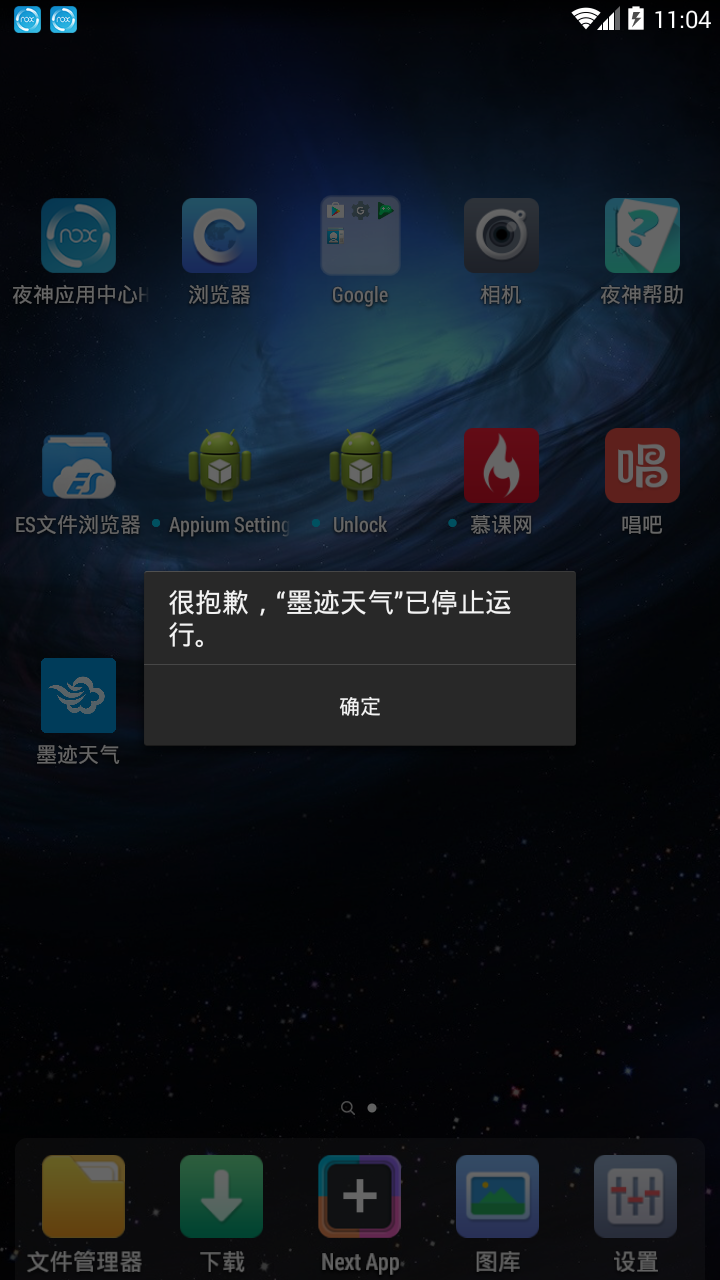 nox nox 11:04
nox
G
夜神应用中心H 浏览器 Google 相机 夜神帮助
ES
唱
ES文件浏览器 Appium Setting Unlock 慕课网 唱吧
很抱歉，“墨迹天气”已停止运
行。
确定
墨迹天气
文件管理器 下载 Next App 图库 设置